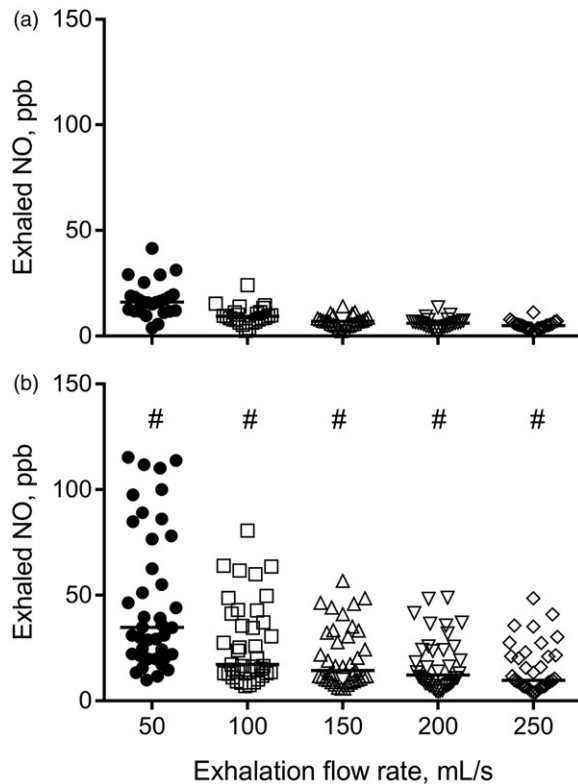 (a)
150
100
50
0
Exhaled NO, ppb
(b)
# # # # #
150
100
50
0
Exhaled NO, ppb
50 100 150 200 250
Exhalation flow rate, mL/s